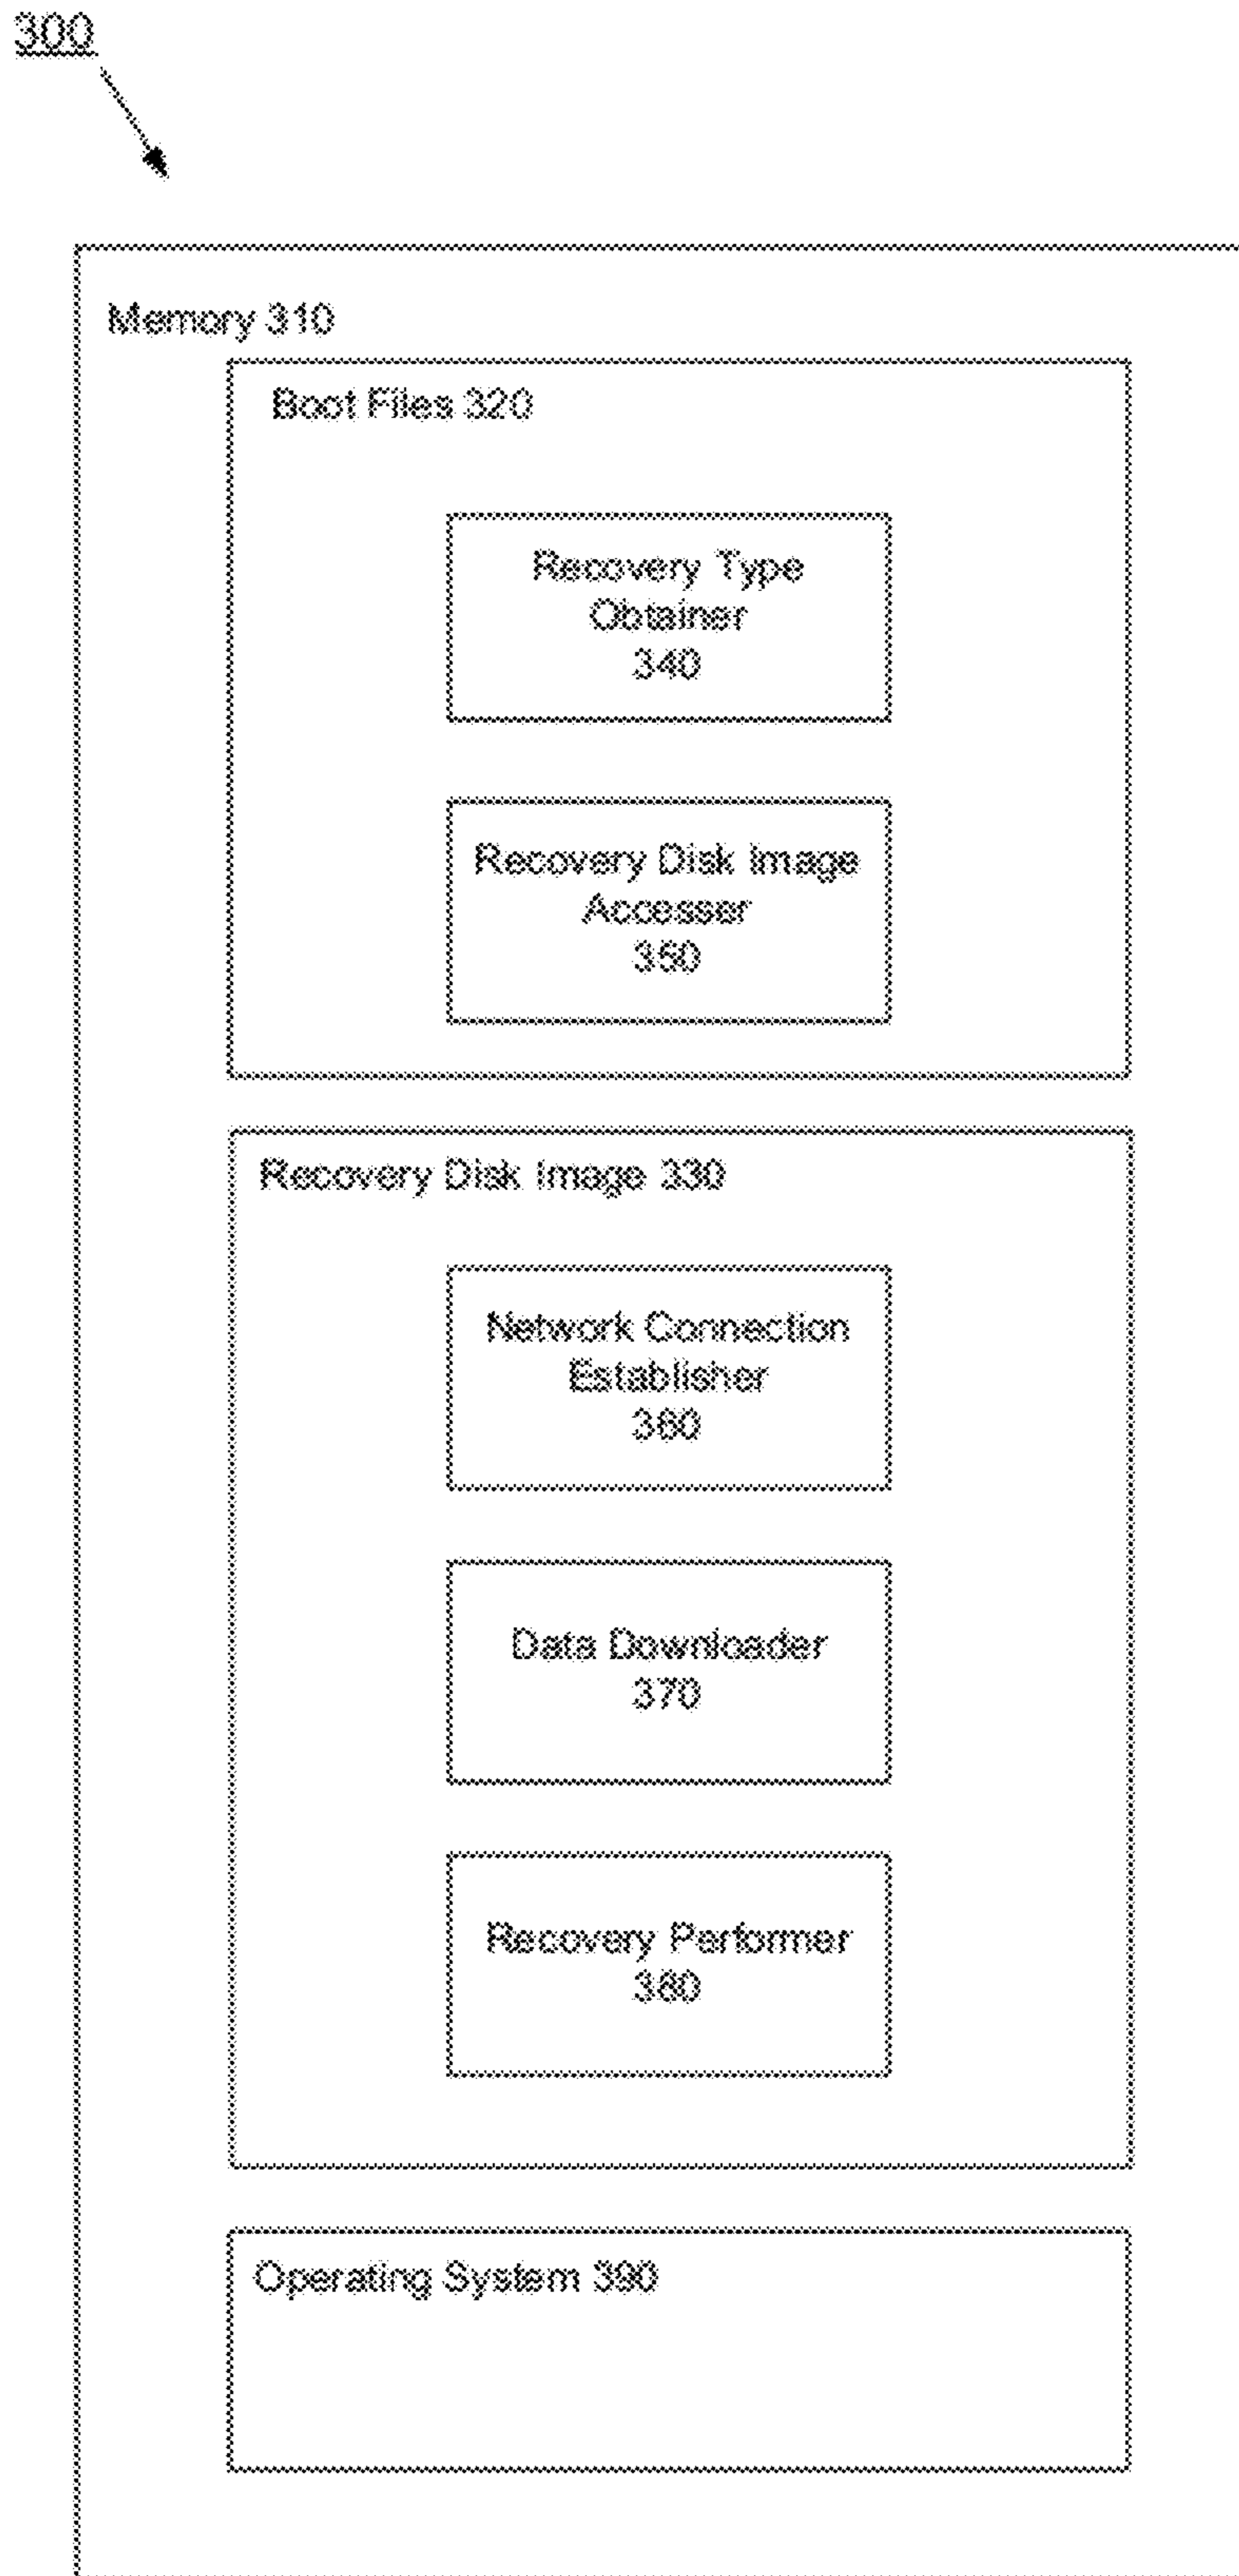 300
Memory 310
Boot Files 320
Recovery Type
Obtainer
340
Recovery Disk Image
Accesser
350
Recovery Disk Image 330
Network Connection
Establisher
360
Data Downloader
370
Recovery Performer
380
Operating System 390